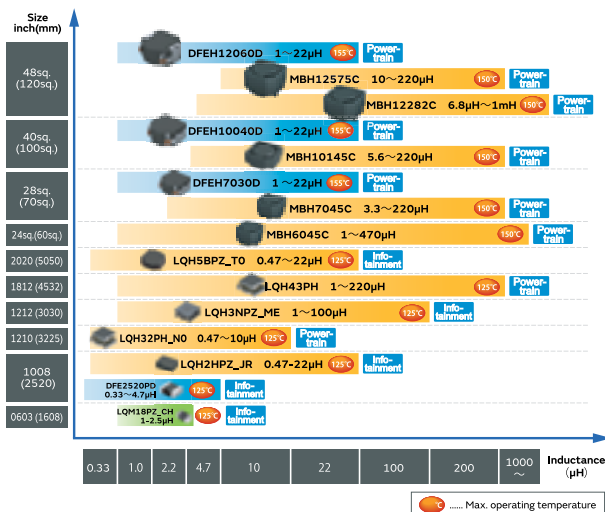 Size
inch(mm)
48sq.
(120sq.)
DFEH12060D 1~22μH 155℃ Power-
train
MBH12575C 10~220μH 150℃ Power-
train
MBH12282C 6.8μH~1mH 150℃ Power-
train
40sq.
(100sq.)
DFEH10040D 1~22μH 155℃ Power-
train
MBH10145C 5.6~220μH 150℃ Power-
train
28sq.
(70sq.)
DFEH7030D 1~22μH 155℃ Power-
train
MBH7045C 3.3~220μH 150℃ Power-
train
24sq.(60sq.) MBH6045C 1~470μH 150℃ Power-
train
2020 (5050) LQH5BPZ_T0 0.47~22μH 125℃ Info-
tainment
1812 (4532) LQH43PH 1~220μH 125℃ Power-
train
1212 (3030) LQH3NPZ_ME 1~100μH 125℃ Info-
tainment
1210 (3225) LQH32PH_N0 0.47~10μH 125℃ Power-
train
1008
(2520)
LQH2HPZ_JR 0.47-22μH 125℃ Info-
tainment
DFE2520PD
0.33~4.7μH 125℃ Info-
tainment
0603 (1608) LQM18PZ_CH
1-2.5μH 125℃ Info-
tainment
0.33 1.0 2.2 4.7 10 22 100 200 1000
~
Inductance
(μH)
℃ ...... Max. operating temperature